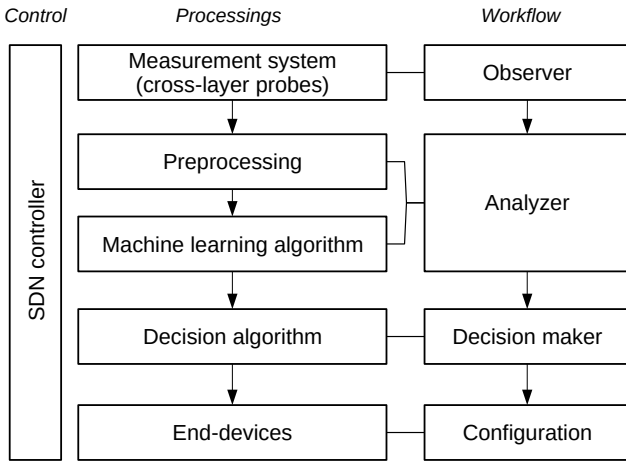 Control
Processings
Workflow
SDN controller
Measurement system
(cross-layer probes)
Observer
Preprocessing
Analyzer
Machine learning algorithm
Decision algorithm
Decision maker
End-devices
Configuration